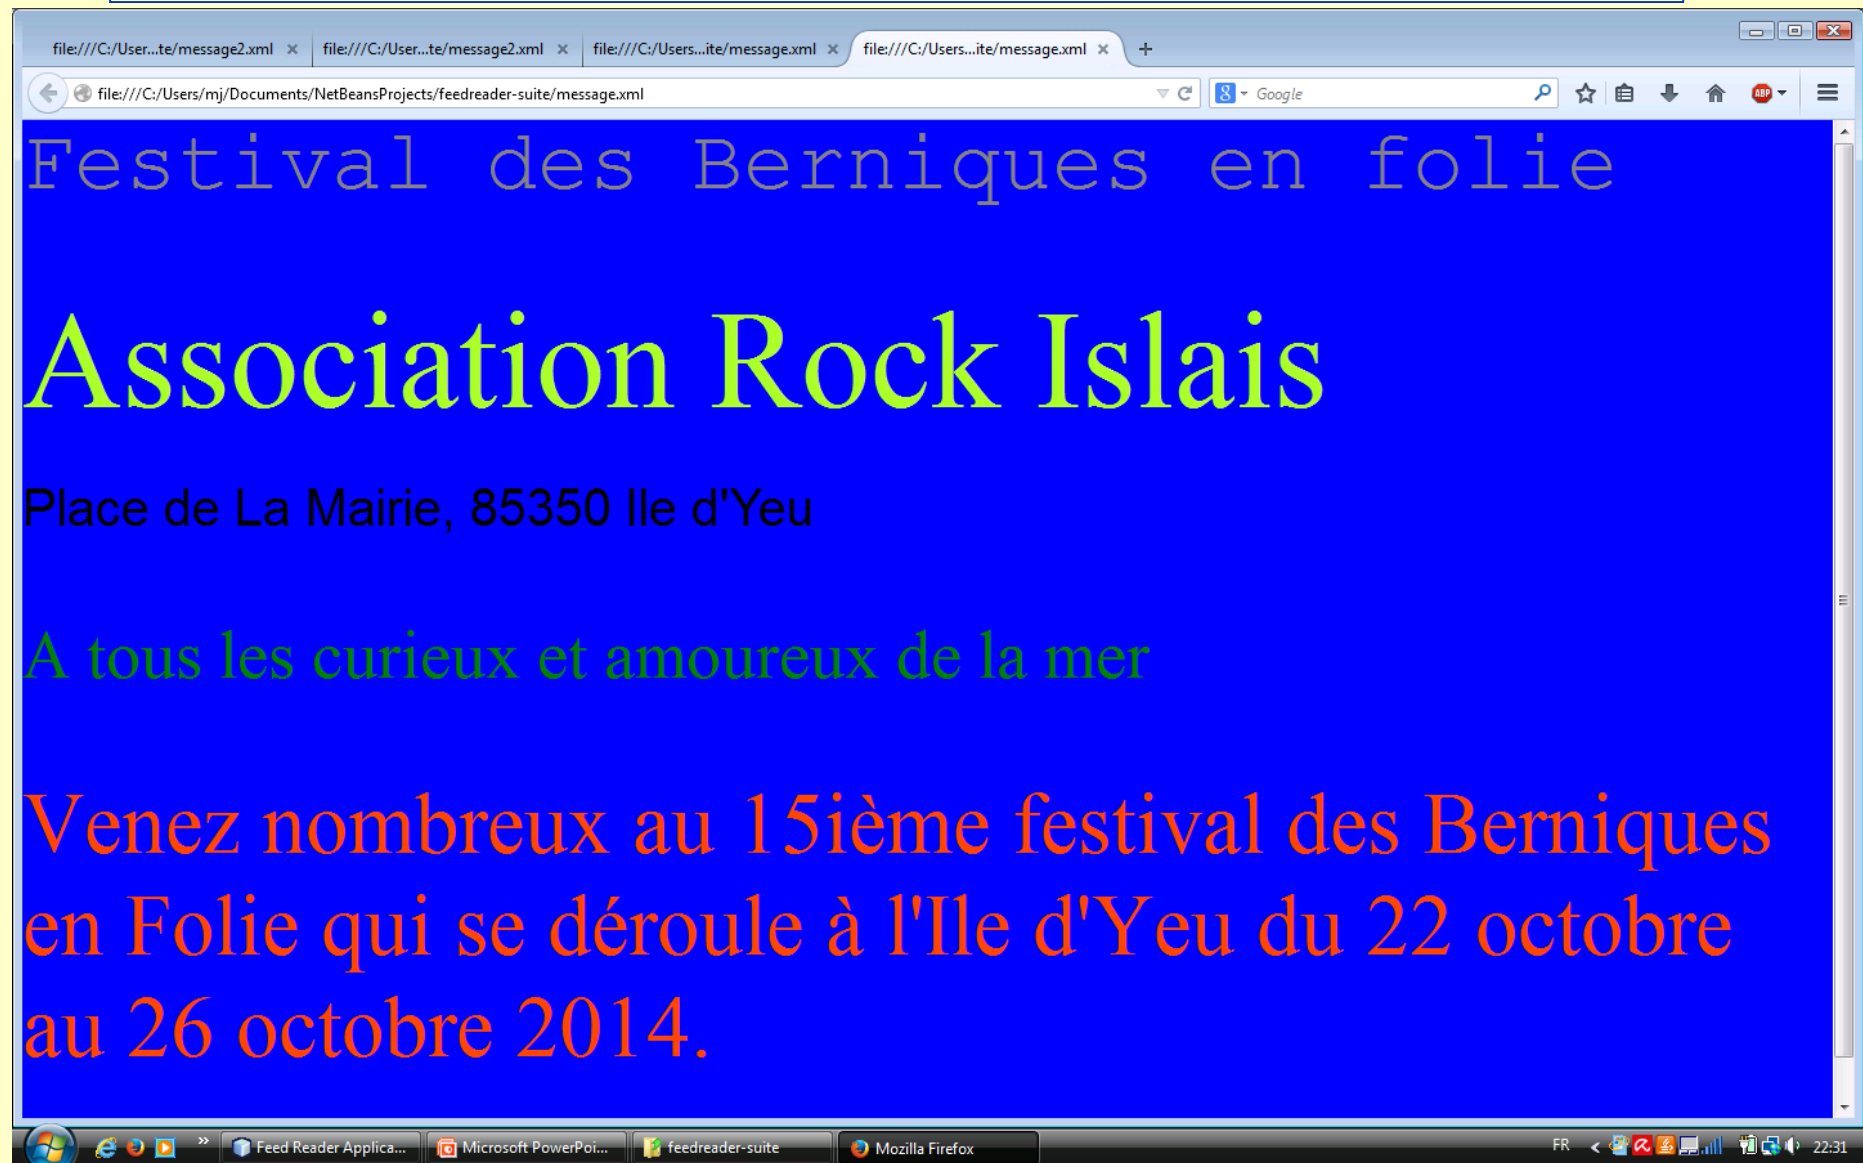 file:///C:/User...te/message2.xml
file:///C:/User...te/message2.xml
file:///C:/Users...ite/message.xml
file:///C:/Users...ite/message.xml
file:///C:/Users/mj/Documents/NetBeansProjects/feedreader-suite/message.xml
8
Google
ABP
Festival des Berniques en folie
Association Rock Islais
Place de La Mairie, 85350 Ile d'Yeu
A tous les curieux et amoureux de la mer
Venez nombreux au 15ième festival des Berniques
en Folie qui se déroule à l'Ile d'Yeu du 22 octobre
au 26 octobre 2014.
Feed Reader Applica...
Microsoft PowerPoi...
feedreader-suite
Mozilla Firefox
FR
22:31